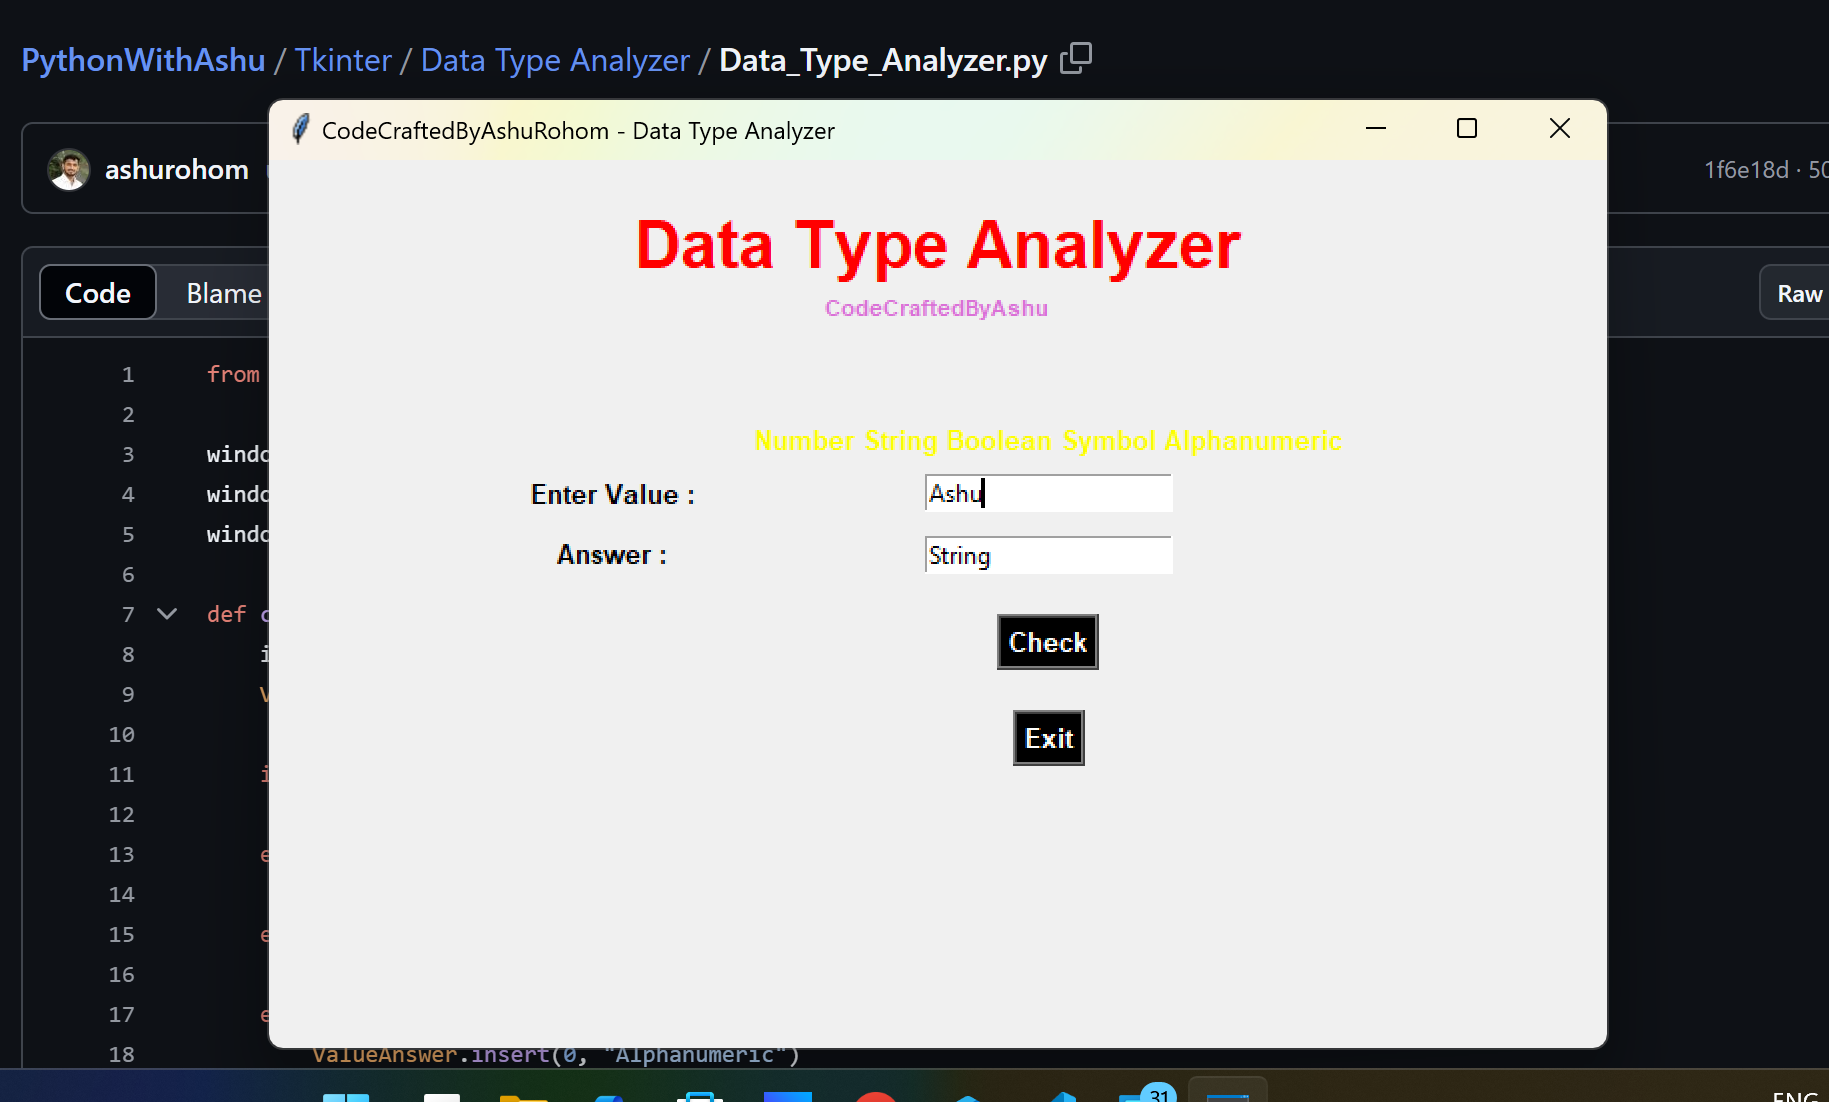 PythonWithAshu / Tkinter / Data Type Analyzer / Data_Type_Analyzer.py
CodeCraftedByAshuRohom - Data Type Analyzer
ashurohom
1f6e18d · 50
Data Type Analyzer
CodeCraftedByAshu
Code
Blame
Raw
1 from
2
3 windo
4 windo
5 windo
6
7 def c
8 i
9 V
10
11 i
12
13 e
14
15 e
16
17 e
18 ValueAnswer.insert(0, "Alphanumeric")
Number String Boolean Symbol Alphanumeric
Enter Value :
Ashu
Answer :
String
Check
Exit
31
ENG